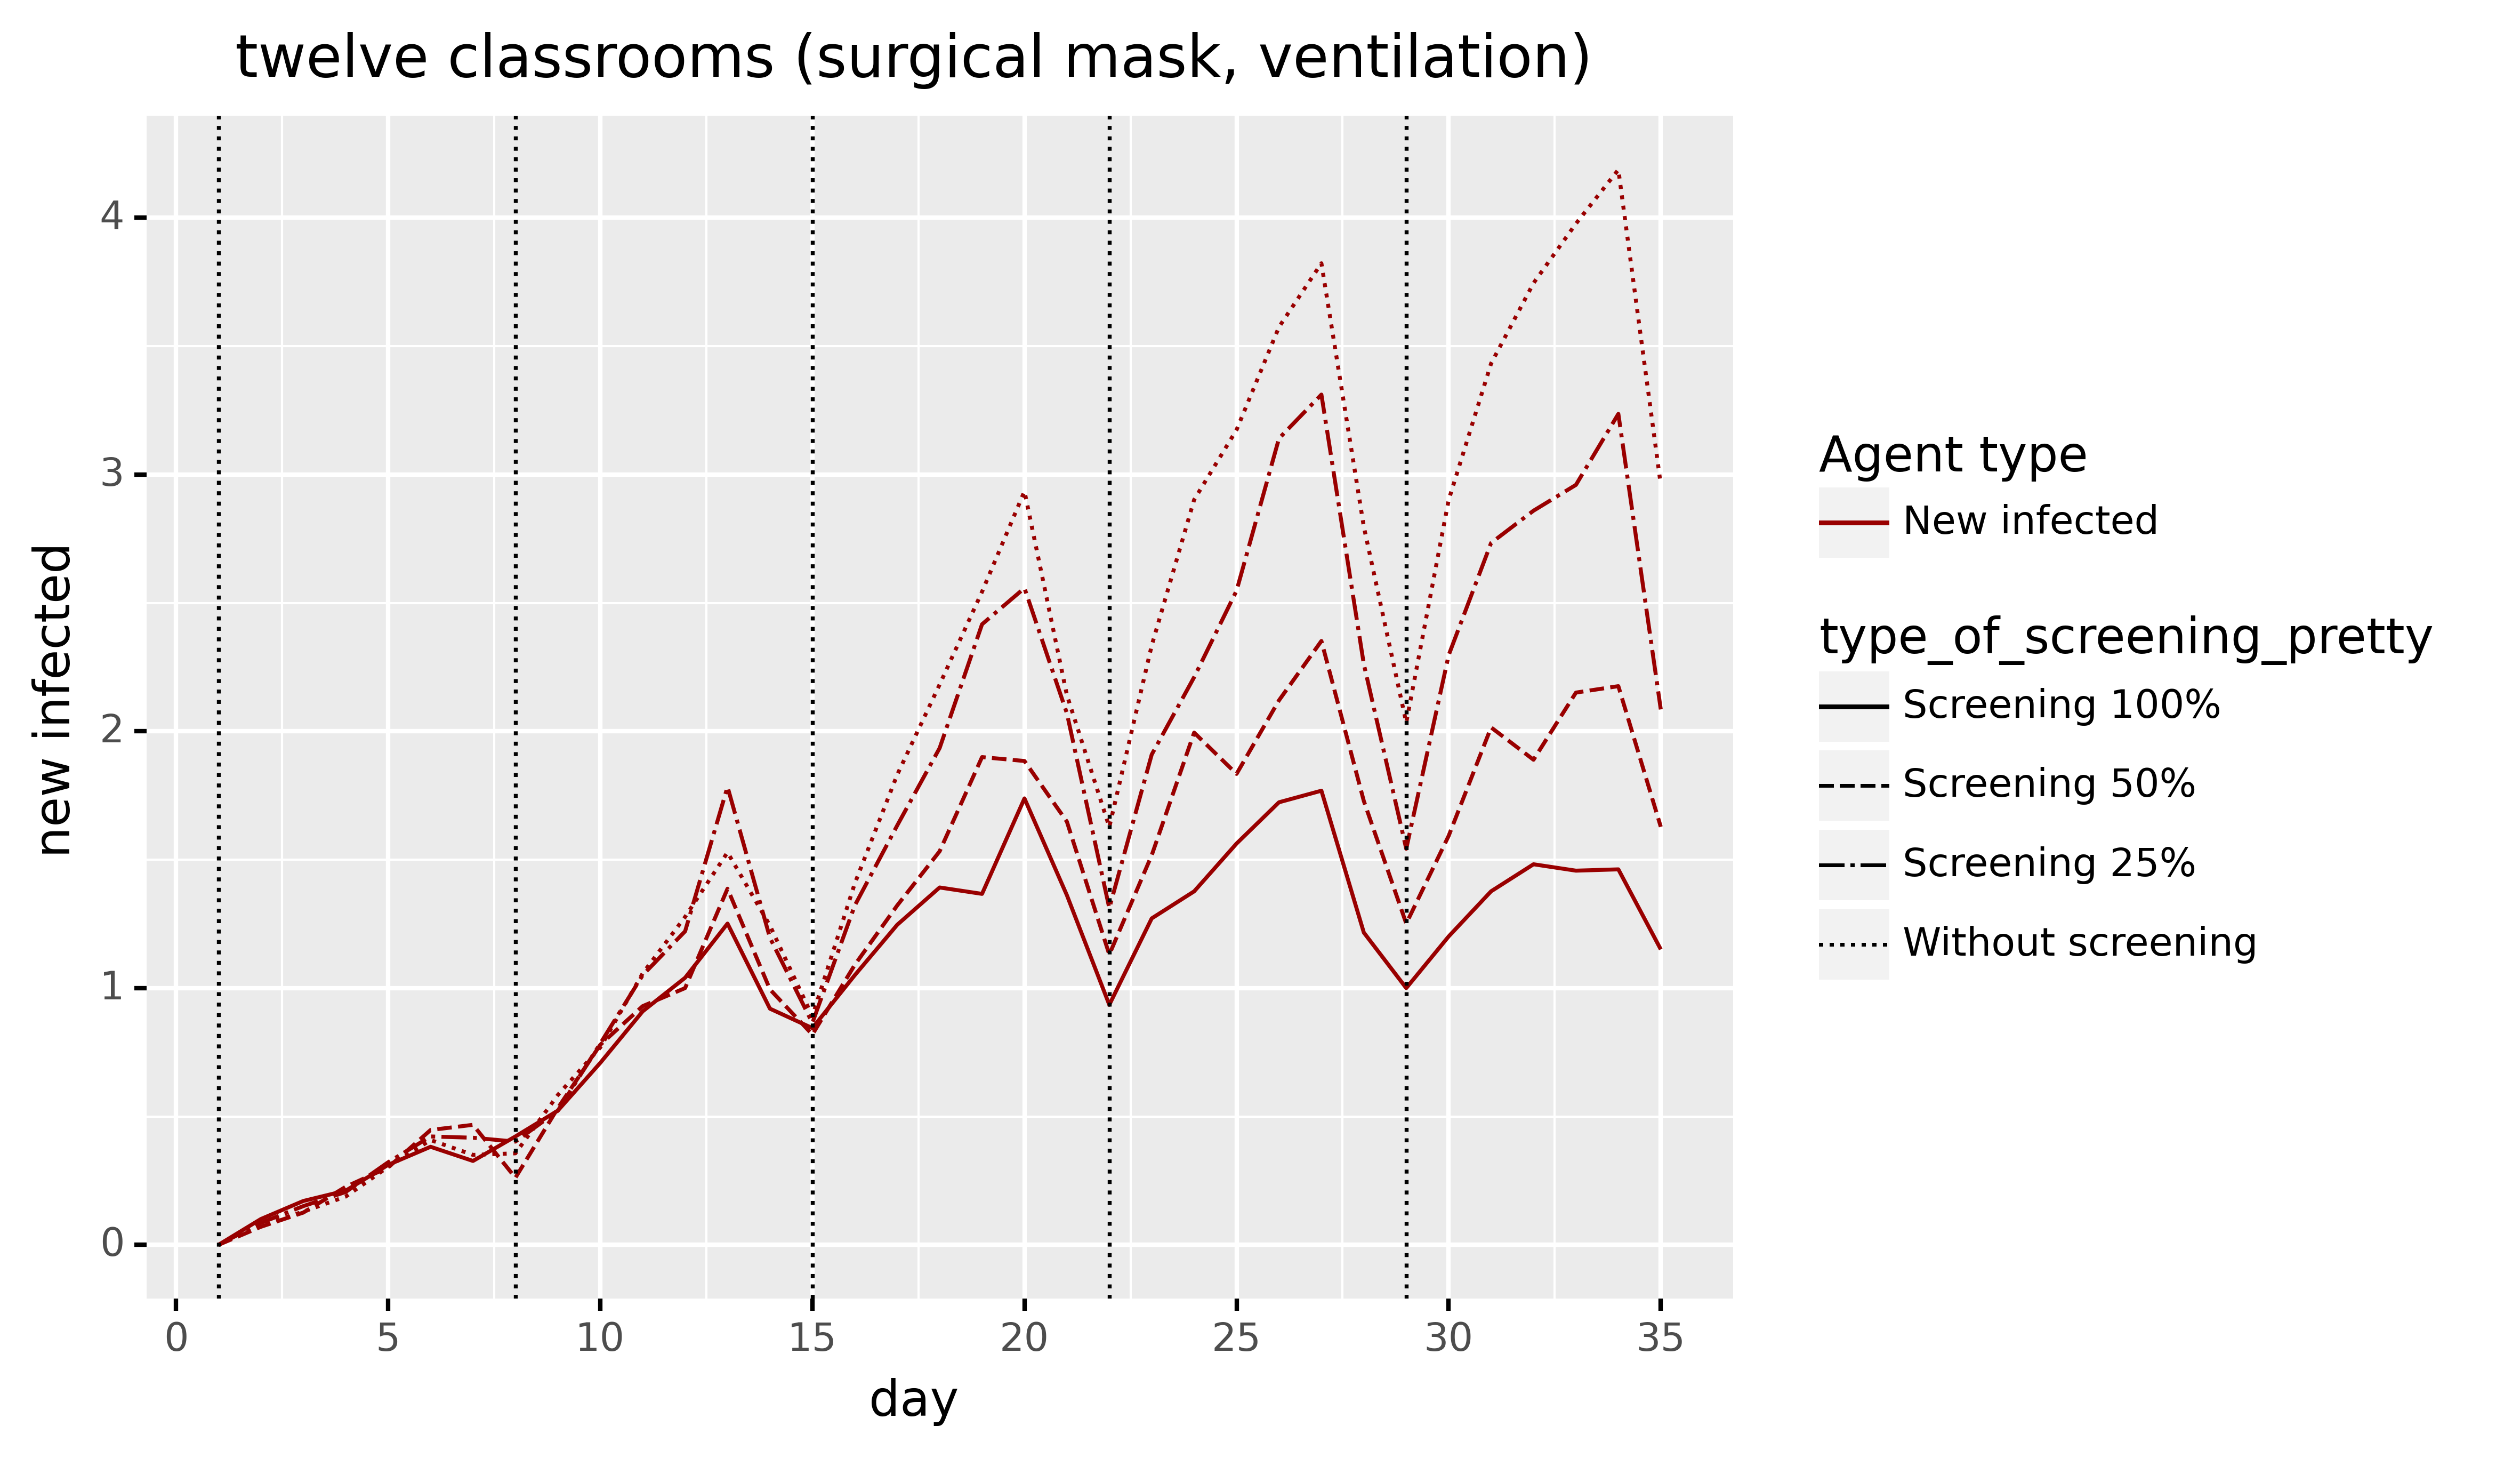 twelve classrooms (surgical mask, ventilation)
new infected
4
3
2
1
0
0 5 10 15 20 25 30 35
day
Agent type
New infected
type_of_screening_pretty
Screening 100%
Screening 50%
Screening 25%
Without screening